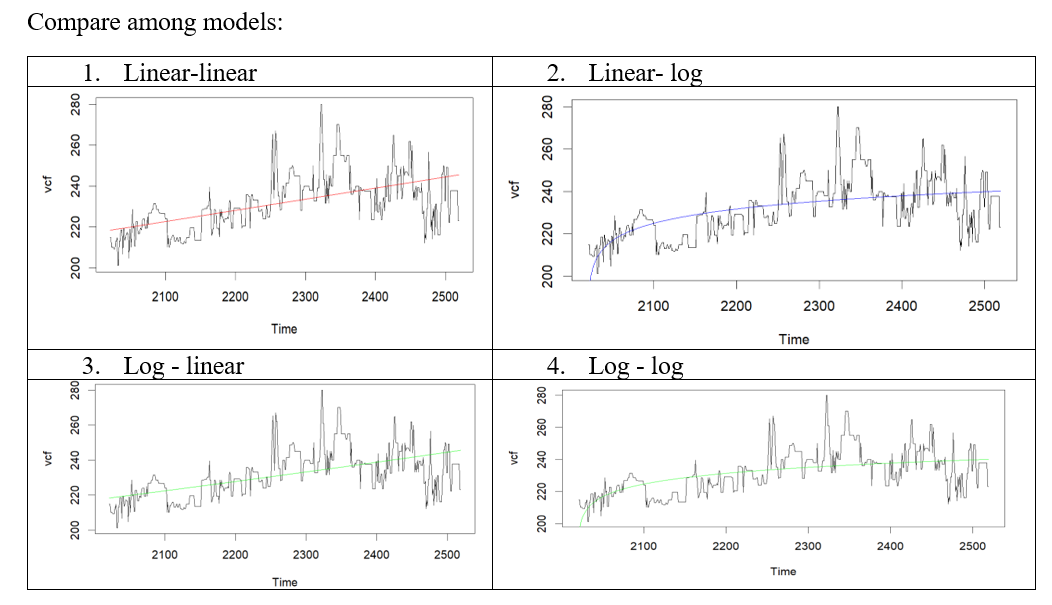 Compare among models:
1. Linear-linear
2. Linear- log
280
260
240
220
200
vcf
2100 2200 2300 2400 2500
Time
280
260
240
220
200
vcf
2100 2200 2300 2400 2500
Time
3. Log - linear
4. Log - log
280
260
240
220
200
vcf
2100 2200 2300 2400 2500
Time
280
260
240
220
200
vcf
2100 2200 2300 2400 2500
Time